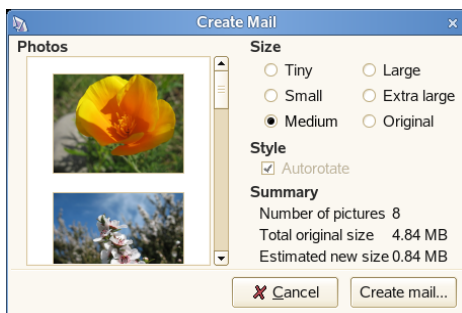 Create Mail
Photos
Size
Tiny Large
Small Extra large
Medium Original
Style
Autorotate
Summary
Number of pictures 8
Total original size 4.84 MB
Estimated new size 0.84 MB
Cancel Create mail...